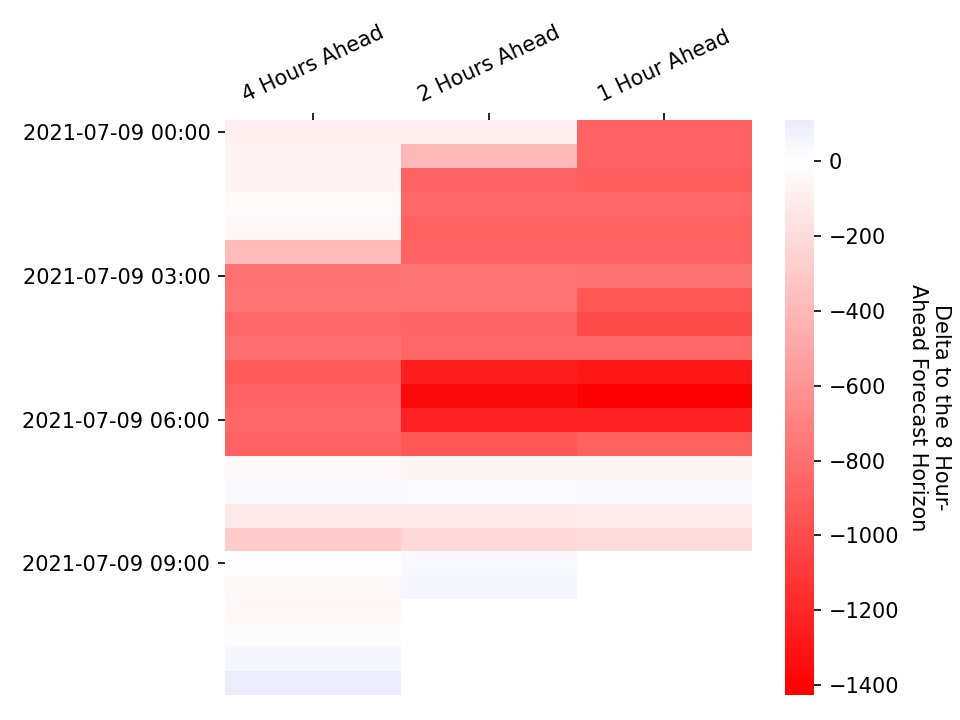 4 Hours Ahead
2 Hours Ahead
1 Hour Ahead
2021-07-09 00:00
2021-07-09 03:00
2021-07-09 06:00
2021-07-09 09:00
0
−200
−400
−600
−800
−1000
−1200
−1400
Delta to the 8 Hour-
Ahead Forecast Horizon